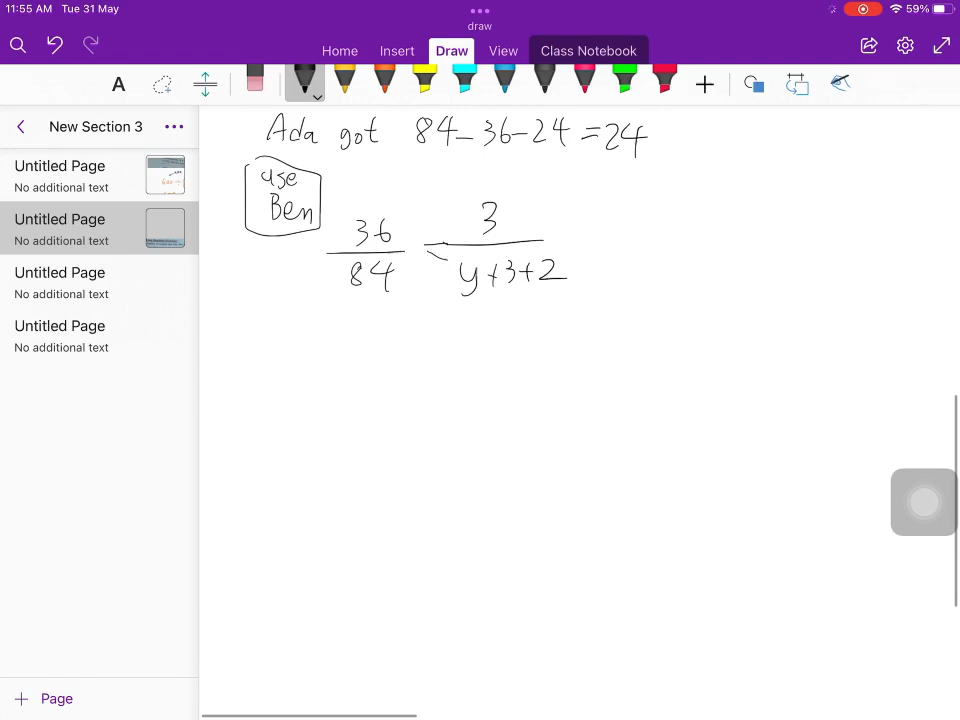 11:55 AM Tue 31 May
59%
draw
Home Insert Draw View Class Notebook
A
New Section 3
Untitled Page
No additional text
Untitled Page
No additional text
Untitled Page
No additional text
Untitled Page
No additional text
+ Page
Ada got 84-36-24=24
use
Ben
36 3
84 y+3+2